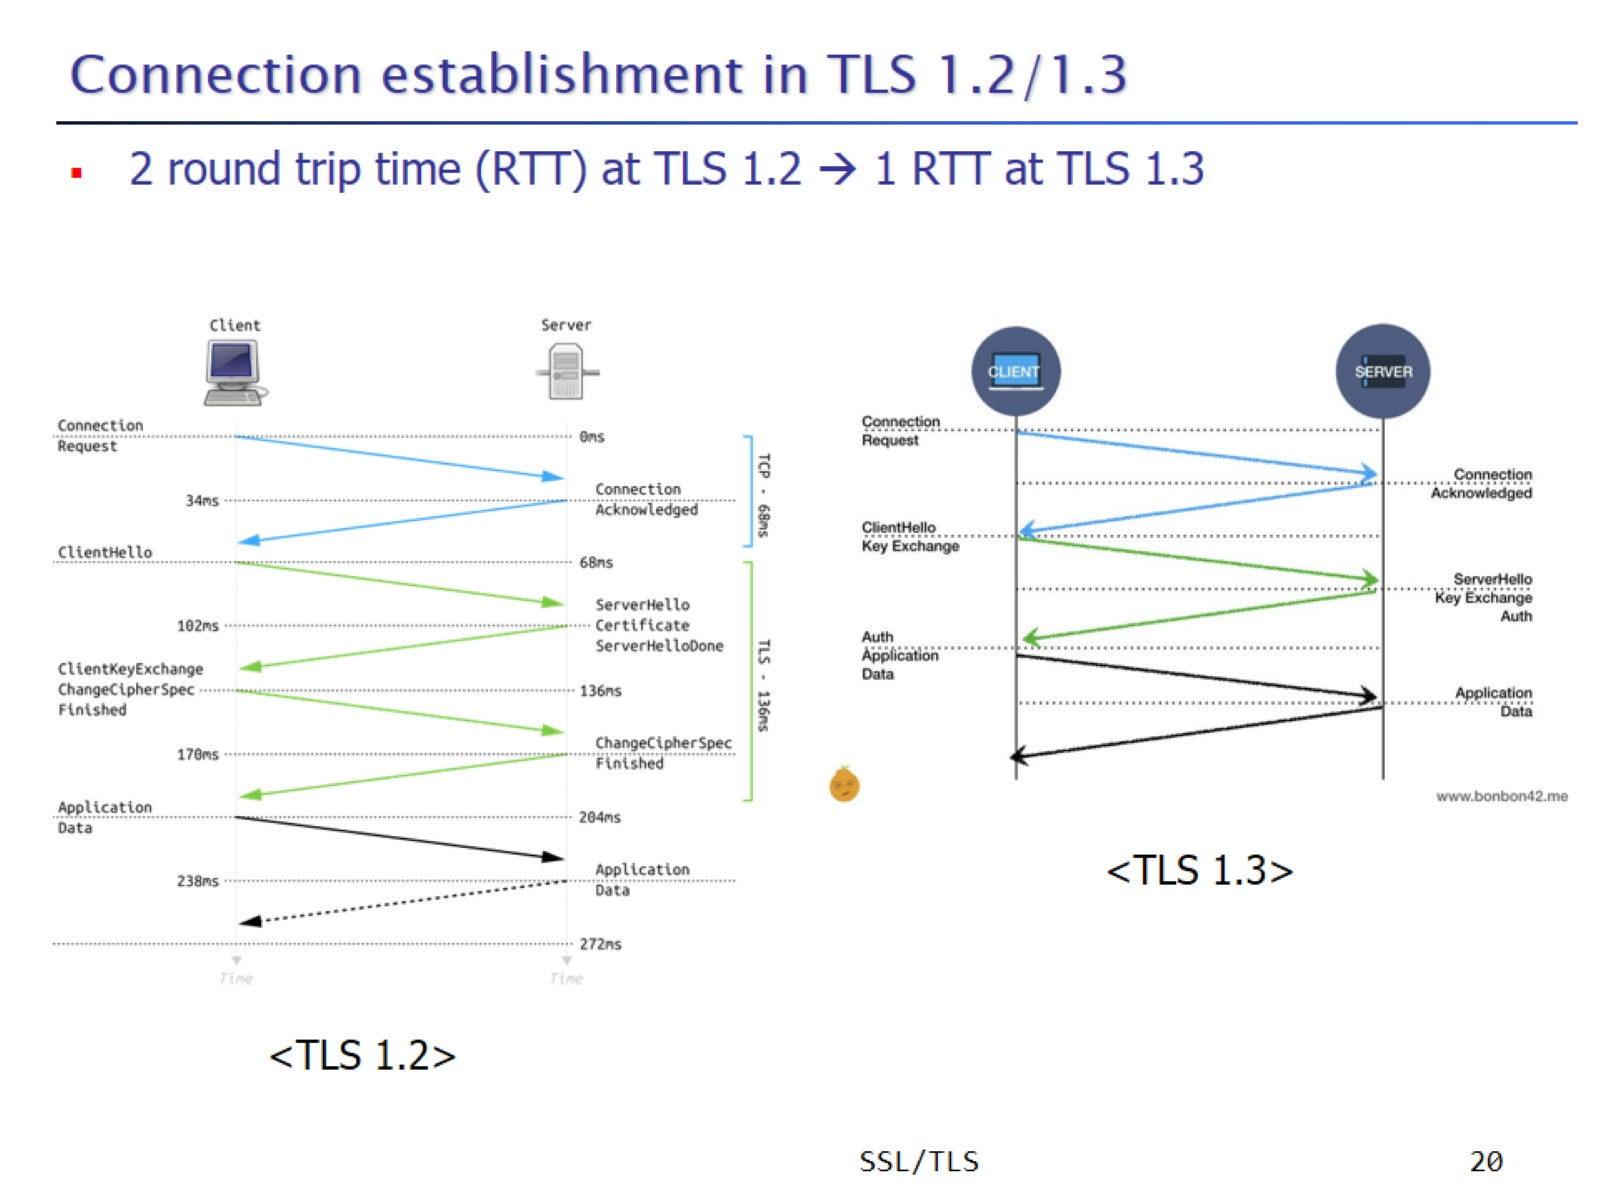 Connection establishment in TLS 1.2/1.3
2 round trip time (RTT) at TLS 1.2 → 1 RTT at TLS 1.3
Client
Server
Connection
Request
0ms
34ms
Connection
Acknowledged
TCP - 68ms
ClientHello
68ms
102ms
ServerHello
Certificate
ServerHelloDone
ClientKeyExchange
ChangeCipherSpec
Finished
136ms
TLS - 136ms
170ms
ChangeCipherSpec
Finished
Application
Data
204ms
238ms
Application
Data
272ms
Time
Time
<TLS 1.2>
CLIENT
SERVER
Connection
Request
Connection
Acknowledged
ClientHello
Key Exchange
ServerHello
Key Exchange
Auth
Auth
Application
Data
Application
Data
www.bonbon42.me
<TLS 1.3>
SSL/TLS
20